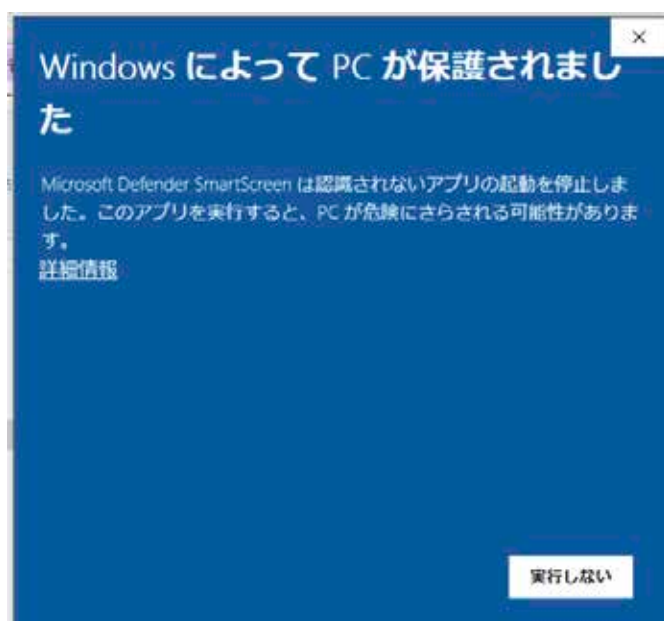 Windows によって PC が保護されまし
た
Microsoft Defender SmartScreen は認識されないアプリの起動を停止しま
した。このアプリを実行すると、PC が危険にさらされる可能性がありま
す。
詳細情報
実行しない